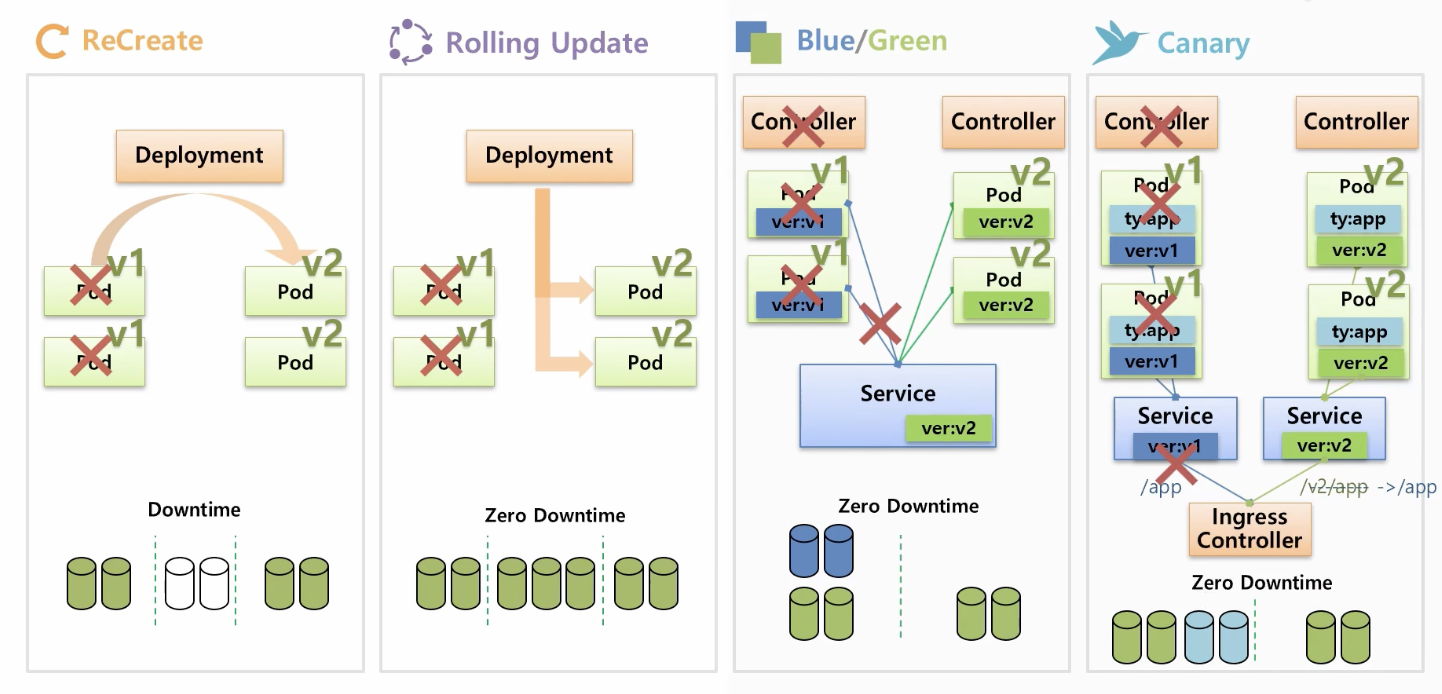 ReCreate
Deployment
v1
Pod
v2
Pod
v1
Pod
v2
Pod
Downtime
Rolling Update
Deployment
v1
Pod
v2
Pod
v1
Pod
v2
Pod
Zero Downtime
Blue/Green
Controller
Controller
v1
Pod
ver:v1
v2
Pod
ver:v2
v1
Pod
ver:v1
v2
Pod
ver:v2
Service
ver:v2
Zero Downtime
Canary
Controller
Controller
v1
Pod
ty:app
ver:v1
v2
Pod
ty:app
ver:v2
v1
Pod
ty:app
ver:v1
v2
Pod
ty:app
ver:v2
Service
ver:v1
Service
ver:v2
/app
/v2/app ->/app
Ingress
Controller
Zero Downtime